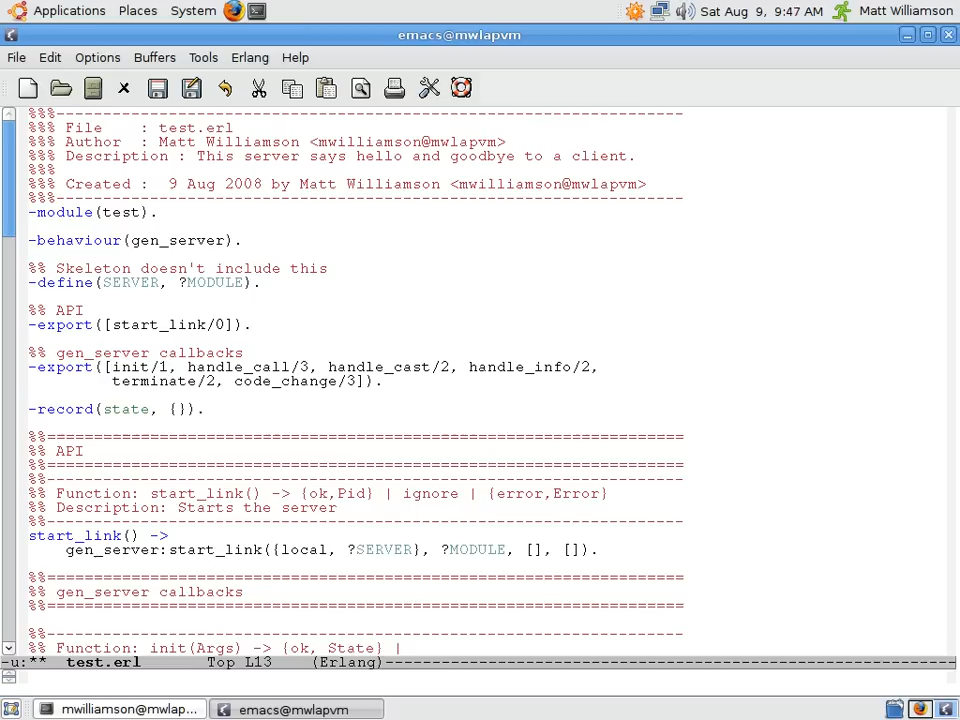 Applications Places System Sat Aug 9, 9:47 AM Matt Williamson
emacs@mwlapvm
File Edit Options Buffers Tools Erlang Help
%%%-------------------------------------------------------------------
%%% File    : test.erl
%%% Author  : Matt Williamson <mwilliamson@mwlapvm>
%%% Description : This server says hello and goodbye to a client.
%%%
%%% Created :  9 Aug 2008 by Matt Williamson <mwilliamson@mwlapvm>
%%%-------------------------------------------------------------------
-module(test).
-behaviour(gen_server).
%% Skeleton doesn't include this
-define(SERVER, ?MODULE).
%% API
-export([start_link/0]).
%% gen_server callbacks
-export([init/1, handle_call/3, handle_cast/2, handle_info/2,
         terminate/2, code_change/3]).
-record(state, {}).
%%====================================================================
%% API
%%====================================================================
%%--------------------------------------------------------------------
%% Function: start_link() -> {ok,Pid} | ignore | {error,Error}
%% Description: Starts the server
%%--------------------------------------------------------------------
start_link() ->
    gen_server:start_link({local, ?SERVER}, ?MODULE, [], []).
%%====================================================================
%% gen_server callbacks
%%====================================================================
%%--------------------------------------------------------------------
%% Function: init(Args) -> {ok, State} |
-u:** test.erl Top L13 (Erlang)--------------------------------------------------
mwilliamson@mwlap... emacs@mwlapvm